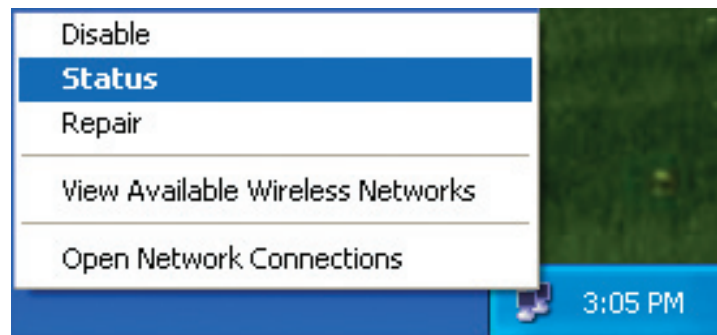 Disable
Status
Repair
View Available Wireless Networks
Open Network Connections
3:05 PM